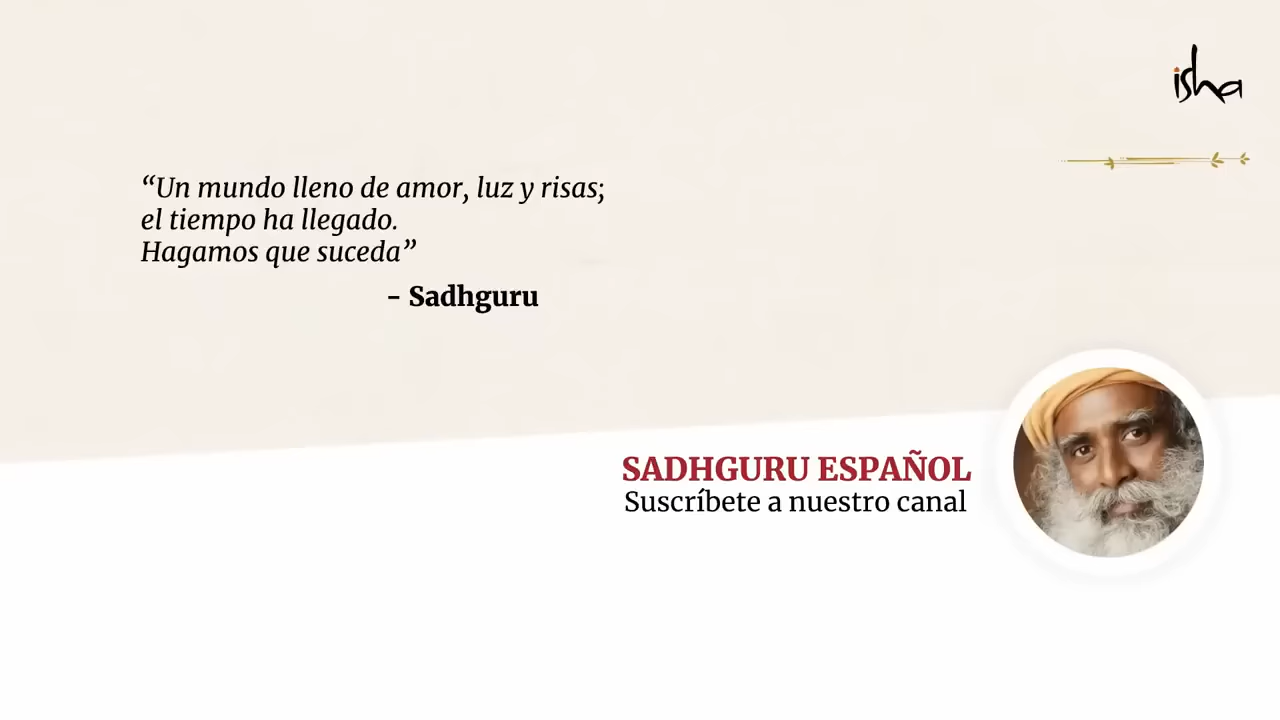 isha
“Un mundo lleno de amor, luz y risas;
el tiempo ha llegado.
Hagamos que suceda”
- Sadhguru
SADHGURU ESPAÑOL
Suscríbete a nuestro canal